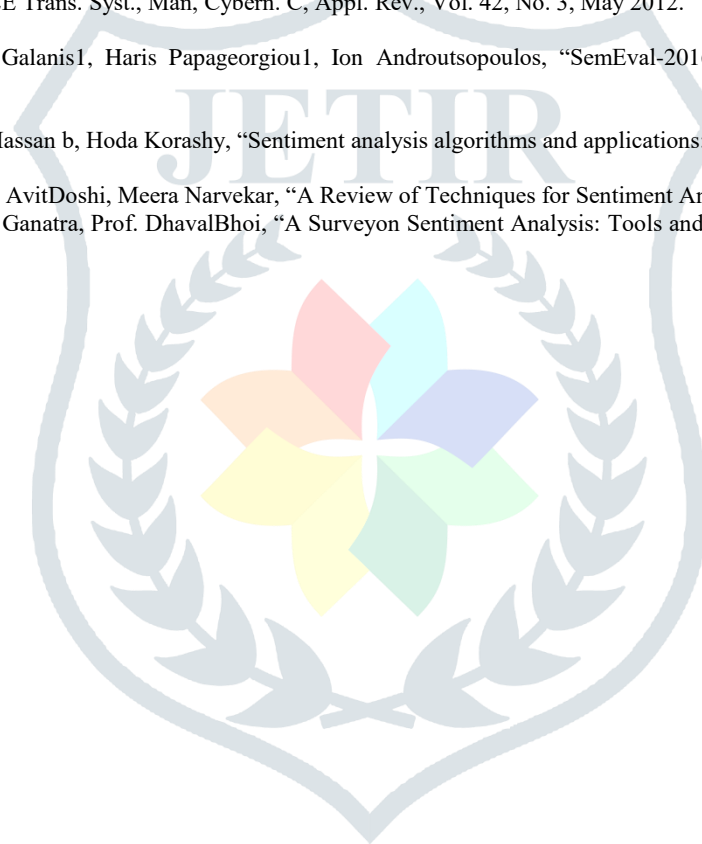 E Trans. Syst., Man, Cybern. C, Appl. Rev., Vol. 42, No. 3, May 2012.
Galanis1, Haris Papageorgiou1, Ion Androutsopoulos, “SemEval-201
JETIR
assan b, Hoda Korashy, “Sentiment analysis algorithms and applications:
AvitDoshi, Meera Narvekar, “A Review of Techniques for Sentiment An
Ganatra, Prof. DhavalBhoi, “A Surveyon Sentiment Analysis: Tools and